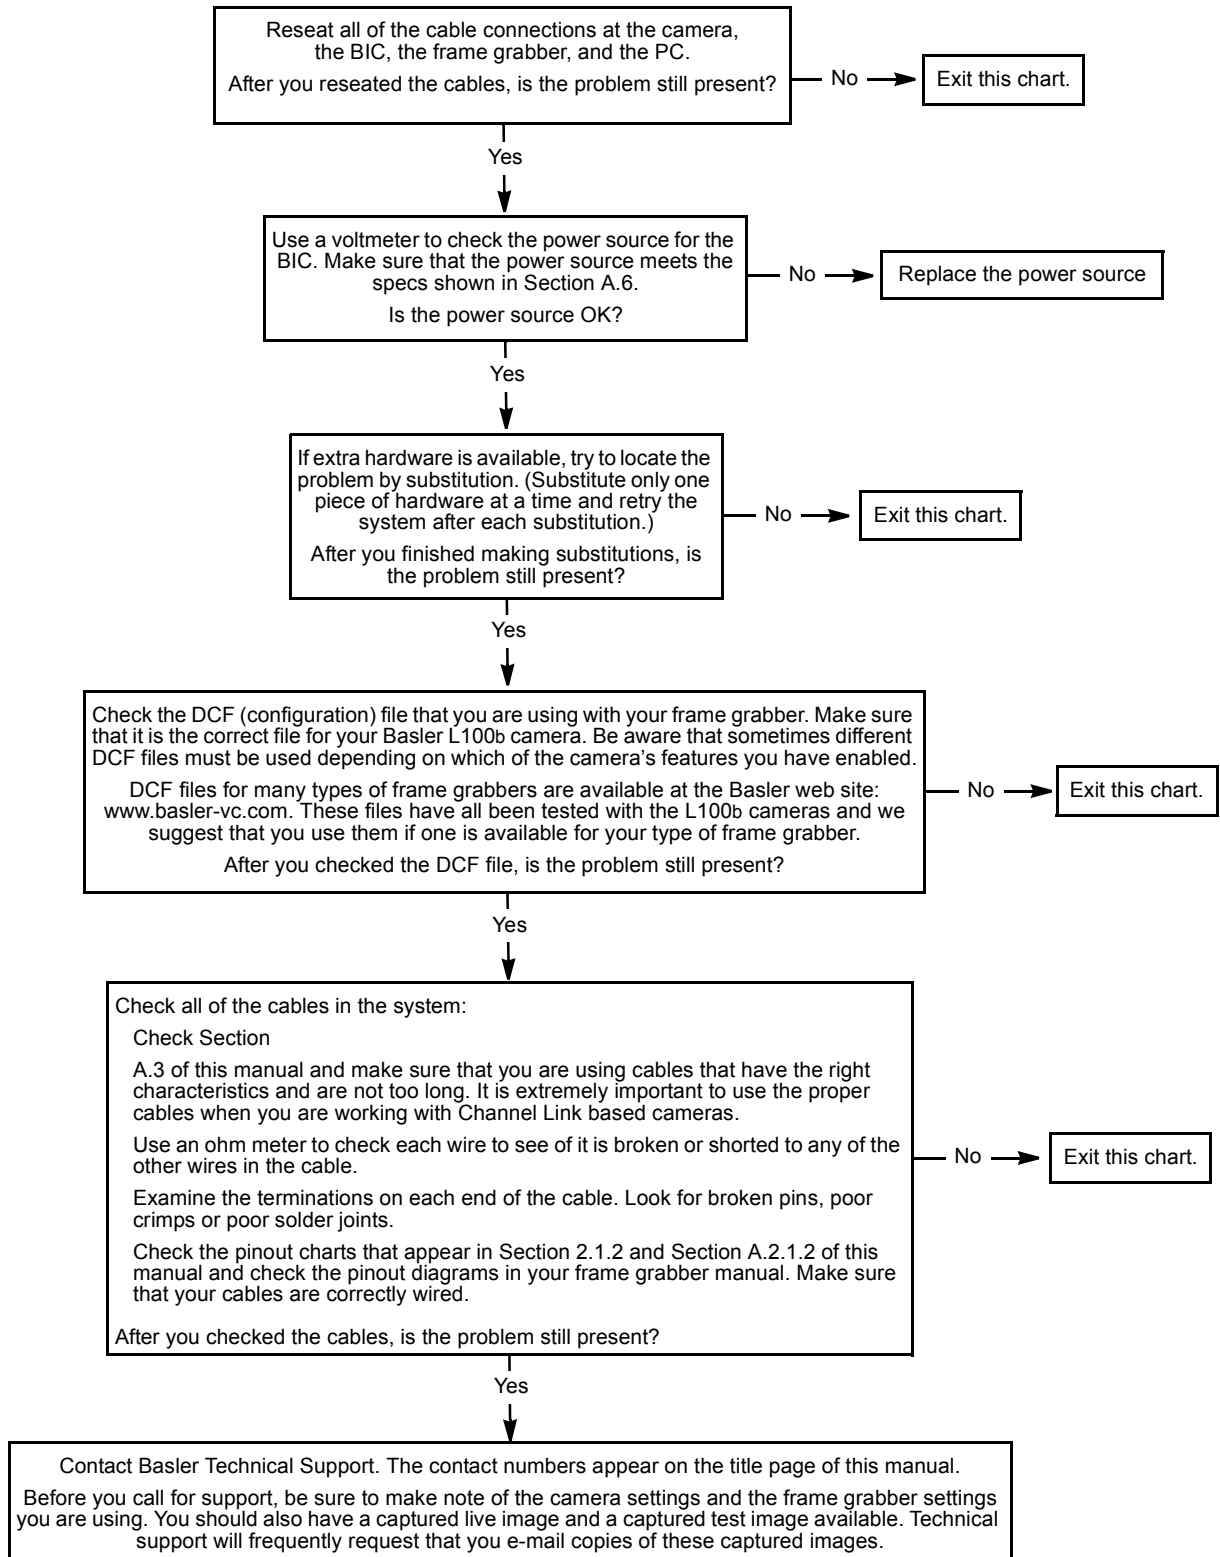 Reseat all of the cable connections at the camera,
the BIC, the frame grabber, and the PC.
After you reseated the cables, is the problem still present?
No
Exit this chart.
Yes
Use a voltmeter to check the power source for the
BIC. Make sure that the power source meets the
specs shown in Section A.6.
Is the power source OK?
No
Replace the power source
Yes
If extra hardware is available, try to locate the
problem by substitution. (Substitute only one
piece of hardware at a time and retry the
system after each substitution.)
After you finished making substitutions, is
the problem still present?
No
Exit this chart.
Yes
Check the DCF (configuration) file that you are using with your frame grabber. Make sure
that it is the correct file for your Basler L100b camera. Be aware that sometimes different
DCF files must be used depending on which of the camera's features you have enabled.
DCF files for many types of frame grabbers are available at the Basler web site:
www.basler-vc.com. These files have all been tested with the L100b cameras and we
suggest that you use them if one is available for your type of frame grabber.
After you checked the DCF file, is the problem still present?
No
Exit this chart.
Yes
Check all of the cables in the system:
Check Section
A.3 of this manual and make sure that you are using cables that have the right
characteristics and are not too long. It is extremely important to use the proper
cables when you are working with Channel Link based cameras.
Use an ohm meter to check each wire to see of it is broken or shorted to any of the
other wires in the cable.
Examine the terminations on each end of the cable. Look for broken pins, poor
crimps or poor solder joints.
Check the pinout charts that appear in Section 2.1.2 and Section A.2.1.2 of this
manual and check the pinout diagrams in your frame grabber manual. Make sure
that your cables are correctly wired.
After you checked the cables, is the problem still present?
No
Exit this chart.
Yes
Contact Basler Technical Support. The contact numbers appear on the title page of this manual.
Before you call for support, be sure to make note of the camera settings and the frame grabber settings
you are using. You should also have a captured live image and a captured test image available. Technical
support will frequently request that you e-mail copies of these captured images.